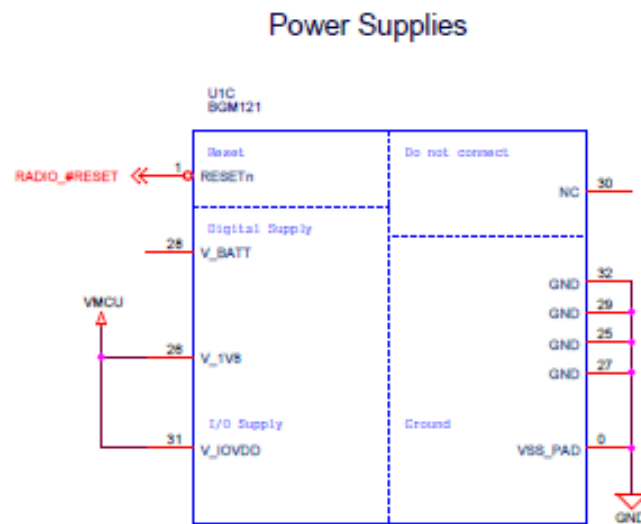 Power Supplies
U1C
BGM121
Reset
Do not connect
RADIO_#RESET
1
RESETn
NC
30
Digital Supply
28
V_BATT
GND
32
VMCU
GND
29
GND
25
26
V_1V8
GND
27
I/O Supply
Ground
31
V_IOVDD
VSS_PAD
0
GND